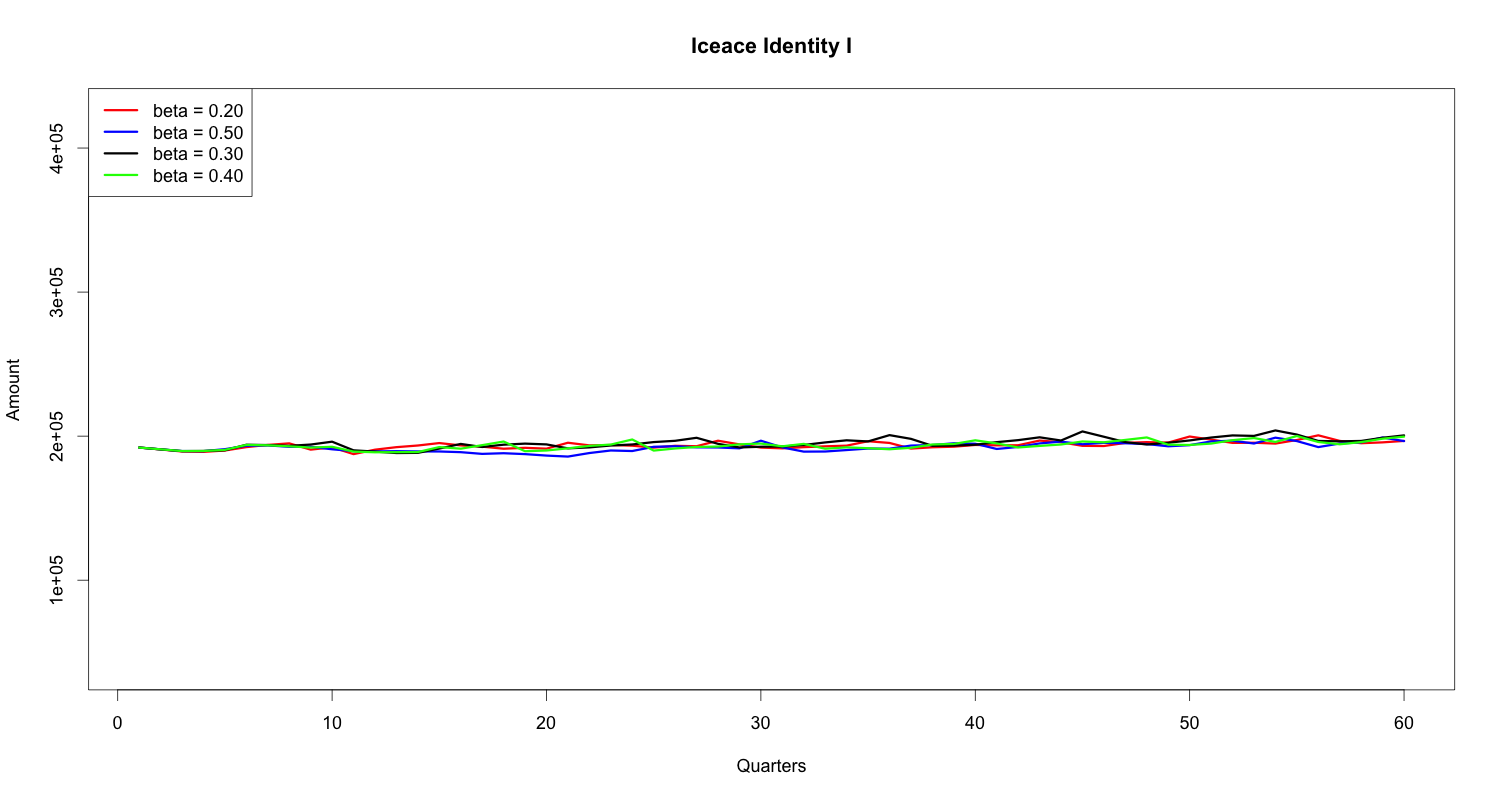 Iceace Identity I
beta = 0.20
beta = 0.50
beta = 0.30
beta = 0.40
4e+05
3e+05
2e+05
1e+05
Amount
0 10 20 30 40 50 60
Quarters